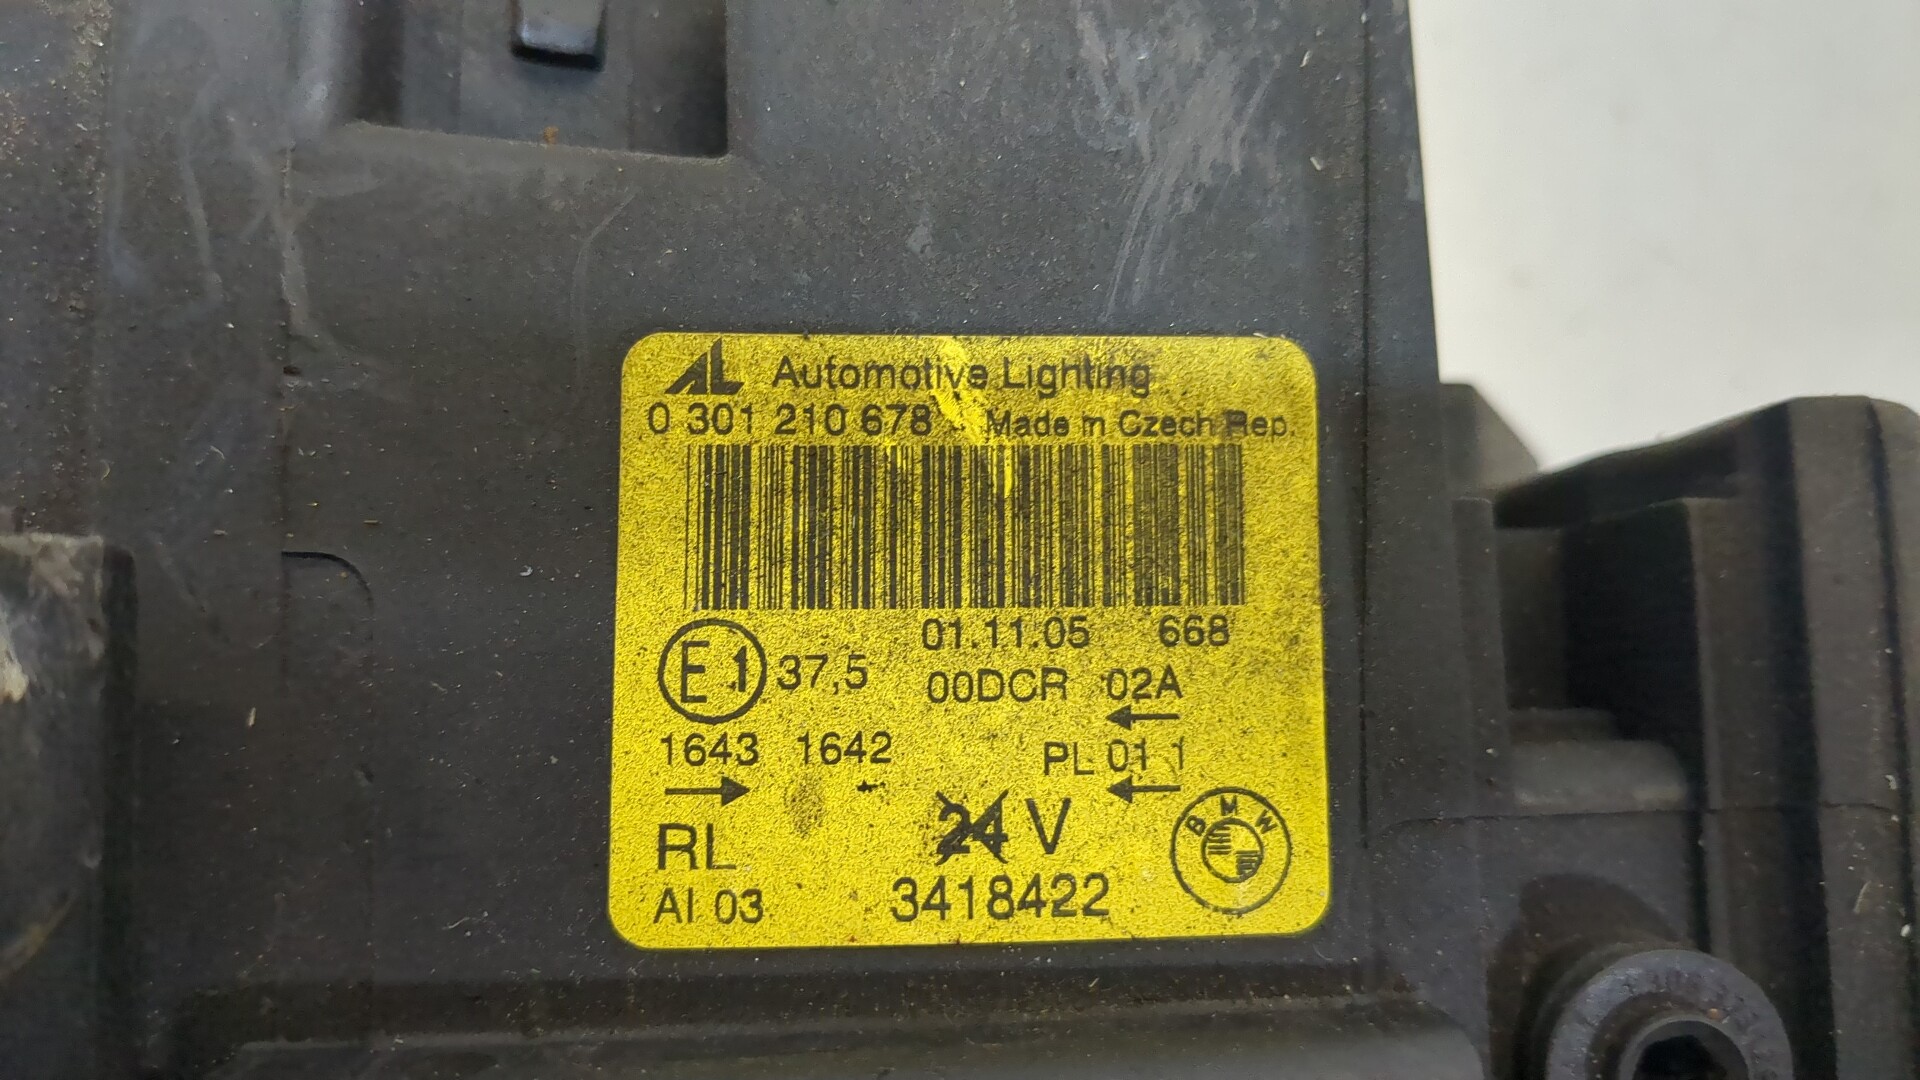 AL Automotive Lighting
0 301 210 678 - Made in Czech Rep.
01.11.05 668
E1 37,5 00DCR 02A
1643 1642 PL 01 1
RL 24 V BMW
AI 03 3418422